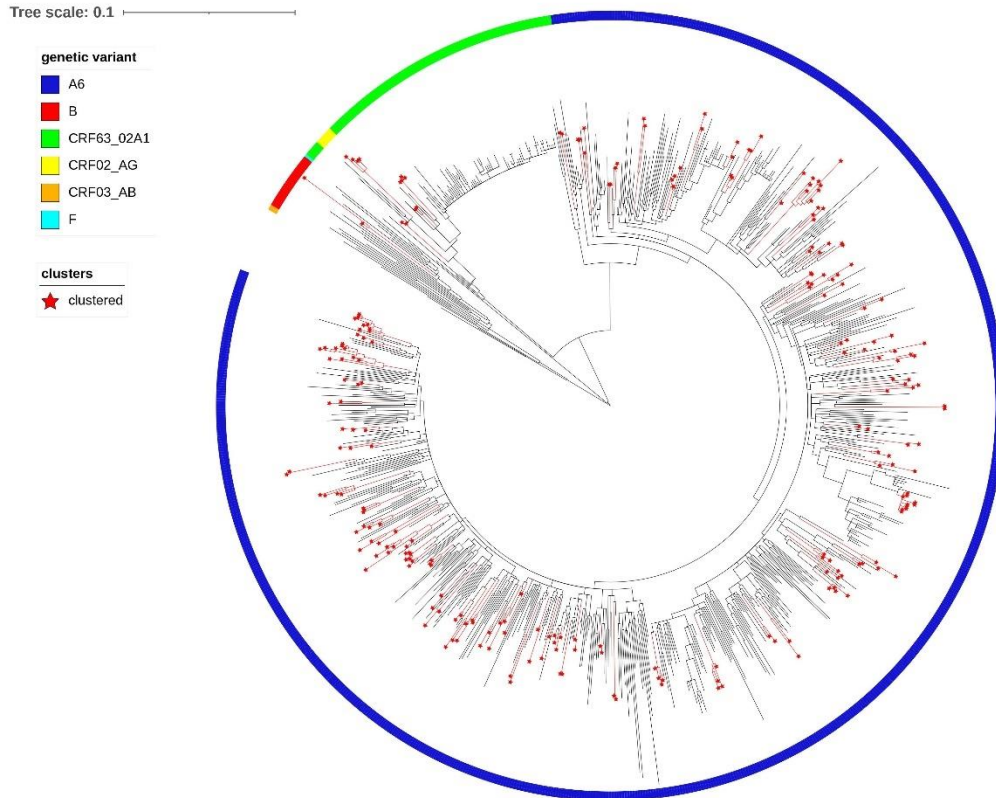 Tree scale: 0.1
genetic variant
A6
B
CRF63_02A1
CRF02_AG
CRF03_AB
F
clusters
clustered